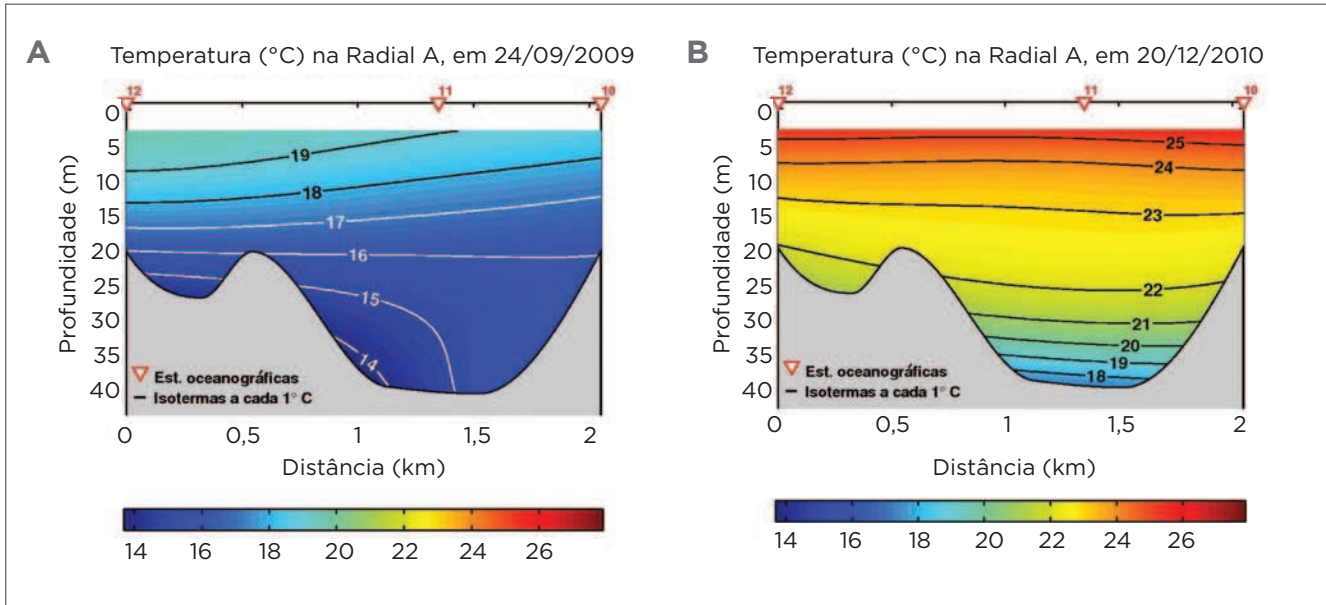 A Temperatura (°C) na Radial A, em 24/09/2009
12 11 10
0
5
10
15
20
25
30
35
40
Profundidade (m)
19
18
17
16
15
14
Est. oceanográficas
Isotermas a cada 1° C
0 0,5 1 1,5 2
Distância (km)
14 16 18 20 22 24 26
B Temperatura (°C) na Radial A, em 20/12/2010
12 11 10
0
5
10
15
20
25
30
35
40
Profundidade (m)
25
24
23
22
21
20
19
18
Est. oceanográficas
Isotermas a cada 1° C
0 0,5 1 1,5 2
Distância (km)
14 16 18 20 22 24 26